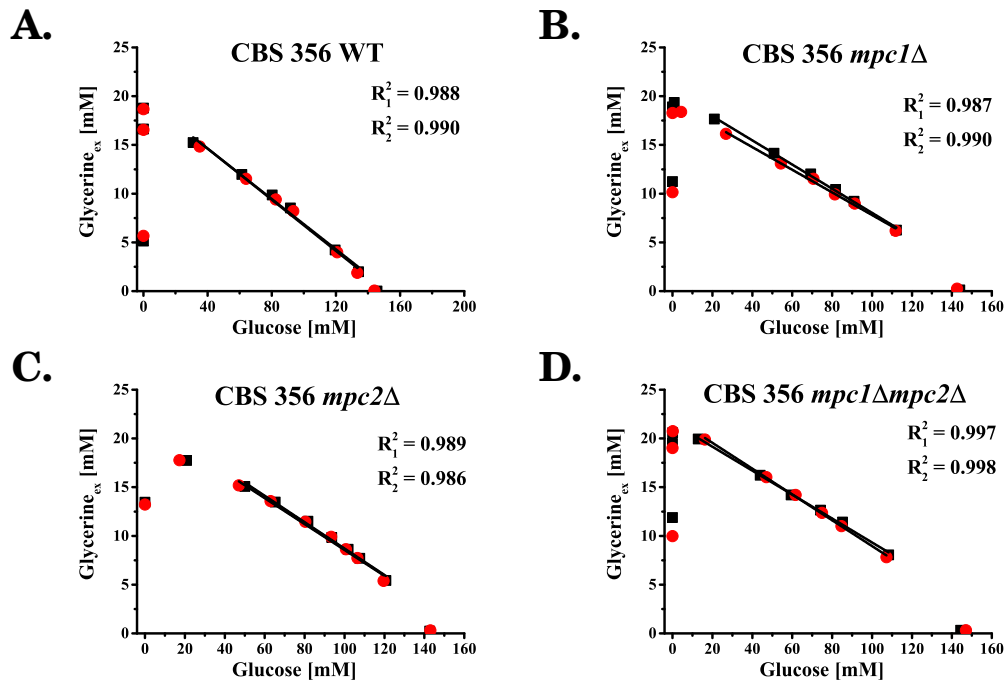 A.
CBS 356 WT
R₁² = 0.988
R₂² = 0.990
Glycerineₑₓ [mM]
25
20
15
10
5
0
0 40 80 120 160 200
Glucose [mM]
B.
CBS 356 mpc1Δ
R₁² = 0.987
R₂² = 0.990
Glycerineₑₓ [mM]
25
20
15
10
5
0
0 20 40 60 80 100 120 140 160
Glucose [mM]
C.
CBS 356 mpc2Δ
R₁² = 0.989
R₂² = 0.986
Glycerineₑₓ [mM]
25
20
15
10
5
0
0 20 40 60 80 100 120 140 160
Glucose [mM]
D.
CBS 356 mpc1Δmpc2Δ
R₁² = 0.997
R₂² = 0.998
Glycerineₑₓ [mM]
25
20
15
10
5
0
0 20 40 60 80 100 120 140 160
Glucose [mM]